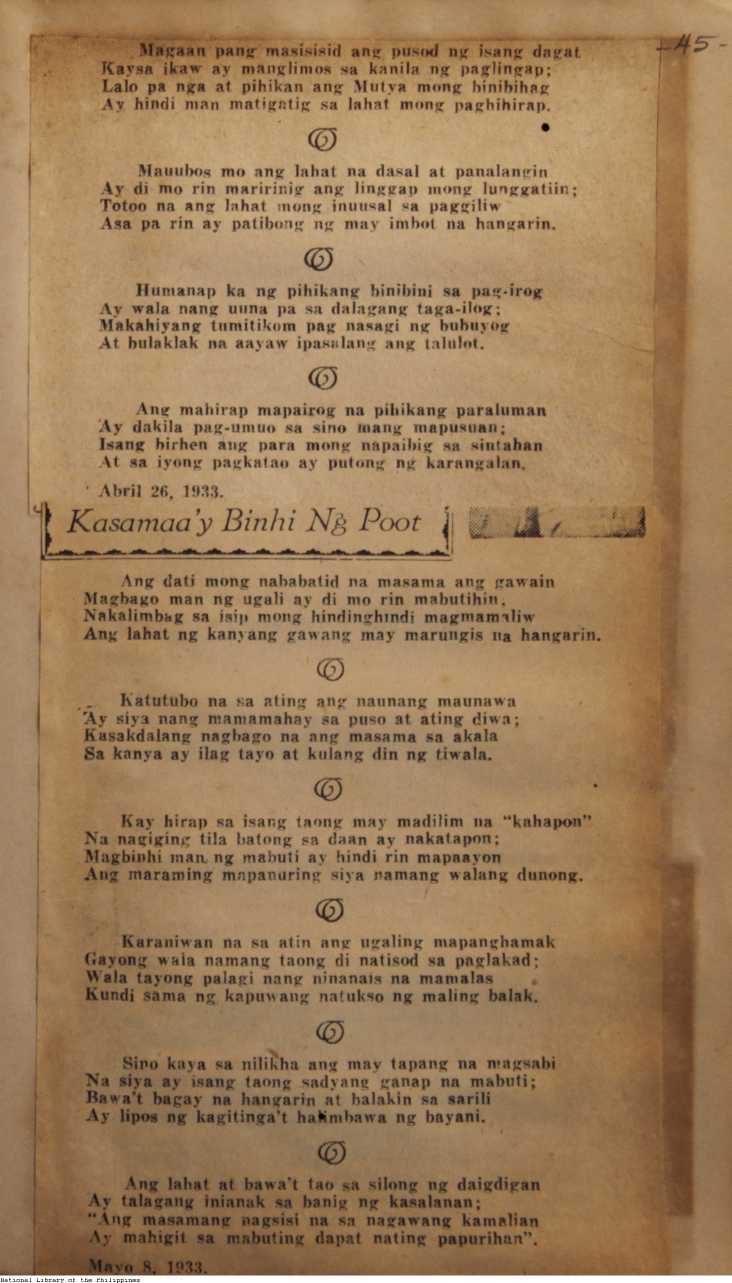 -45-
Magaan pang masisisid ang pusod ng isang dagat
Kaysa ikaw ay manglimos sa kanila ng paglingap;
Lalo pa nga at pihikan ang Mutya mong binibihag
Ay hindi man matigatig sa lahat mong paghihirap.
Mauubos mo ang lahat na dasal at panalangin
Ay di mo rin maririnig ang linggap mong lunggatiin;
Totoo na ang lahat mong inuusal sa paggiliw
Asa pa rin ay patibong ng may imbot na hangarin.
Humanap ka ng pihikang binibini sa pag-irog
Ay wala nang uuna pa sa dalagang taga-ilog;
Makahiyang tumitikom pag nasagi ng bubuyog
At bulaklak na aayaw ipasalang ang talulot.
Ang mahirap mapairog na pihikang paraluman
Ay dakila pag-umuo sa sino mang mapusuan;
Isang birhen ang para mong napaibig sa sintahan
At sa iyong pagkatao ay putong ng karangalan.
Abril 26, 1933.
Kasamaa'y Binhi Ng̃ Poot
Ang dati mong nababatid na masama ang gawain
Magbago man ng ugali ay di mo rin mabutihin,
Nakalimbag sa isip mong hindinghindi magmamaliw
Ang lahat ng kanyang gawang may marungis na hangarin.
Katutubo na sa ating ang naunang maunawa
Ay siya nang mamamahay sa puso at ating diwa;
Kasakdalang nagbago na ang masama sa akala
Sa kanya ay ilag tayo at kulang din ng tiwala.
Kay hirap sa isang taong may madilim na "kahapon"
Na nagiging tila batong sa daan ay nakatapon;
Magbinhi man ng mabuti ay hindi rin mapaayon
Ang maraming mapanuring siya namang walang dunong.
Karaniwan na sa atin ang ugaling mapanghamak
Gayong wala namang taong di natisod sa paglakad;
Wala tayong palagi nang ninanais na mamalas
Kundi sama ng kapuwang natukso ng maling balak.
Sino kaya sa nilikha ang may tapang na magsabi
Na siya ay isang taong sadyang ganap na mabuti;
Bawa't bagay na hangarin at balakin sa sarili
Ay lipos ng kagitinga't halimbawa ng bayani.
Ang lahat at bawa't tao sa silong ng daigdigan
Ay talagang inianak sa banig ng kasalanan;
"Ang masamang nagsisi na sa nagawang kamalian
Ay mahigit sa mabuting dapat nating papurihan".
Mayo 8, 1933.
National Library of the Philippines